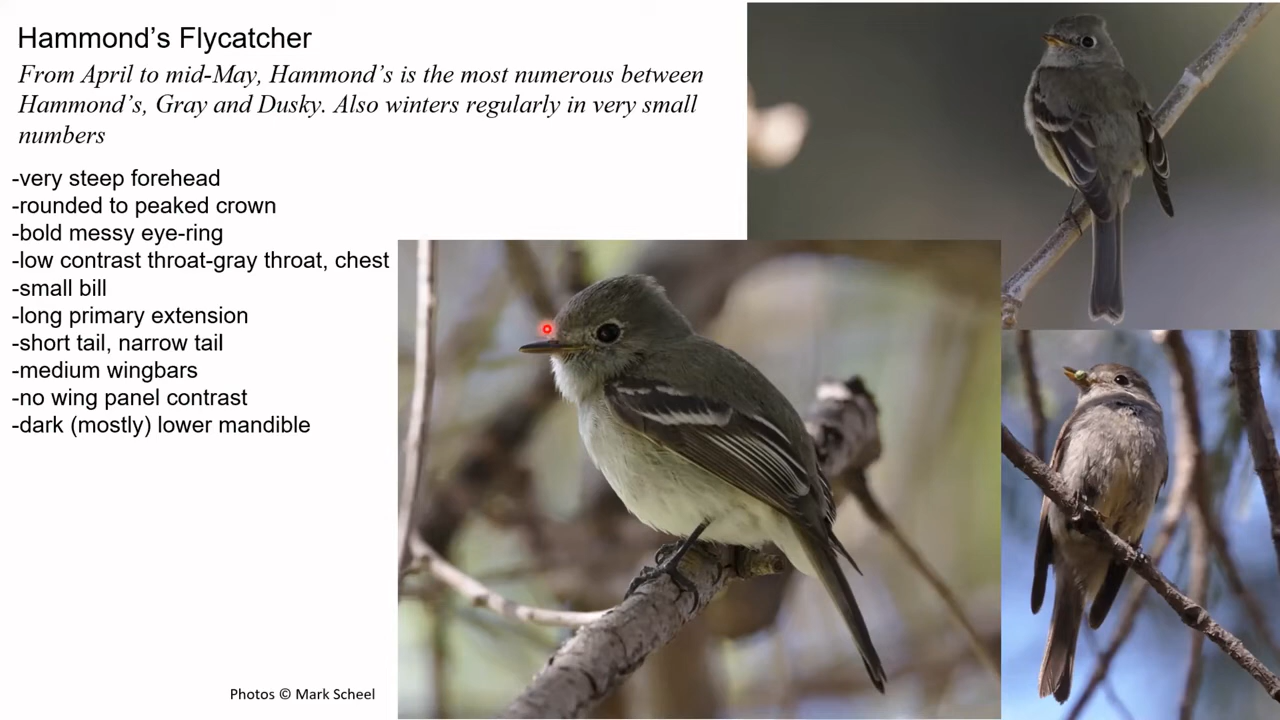 Hammond’s Flycatcher
From April to mid-May, Hammond’s is the most numerous between
Hammond’s, Gray and Dusky. Also winters regularly in very small
numbers
-very steep forehead
-rounded to peaked crown
-bold messy eye-ring
-low contrast throat-gray throat, chest
-small bill
-long primary extension
-short tail, narrow tail
-medium wingbars
-no wing panel contrast
-dark (mostly) lower mandible
Photos © Mark Scheel